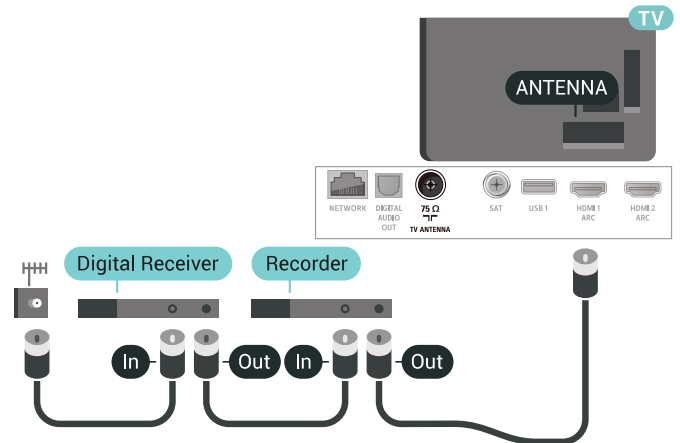 TV
ANTENNA
NETWORK
DIGITAL
AUDIO
OUT
75 Ω
TV ANTENNA
SAT
USB 1
HDMI 1
ARC
HDMI 2
ARC
Digital Receiver
Recorder
In
Out
In
Out